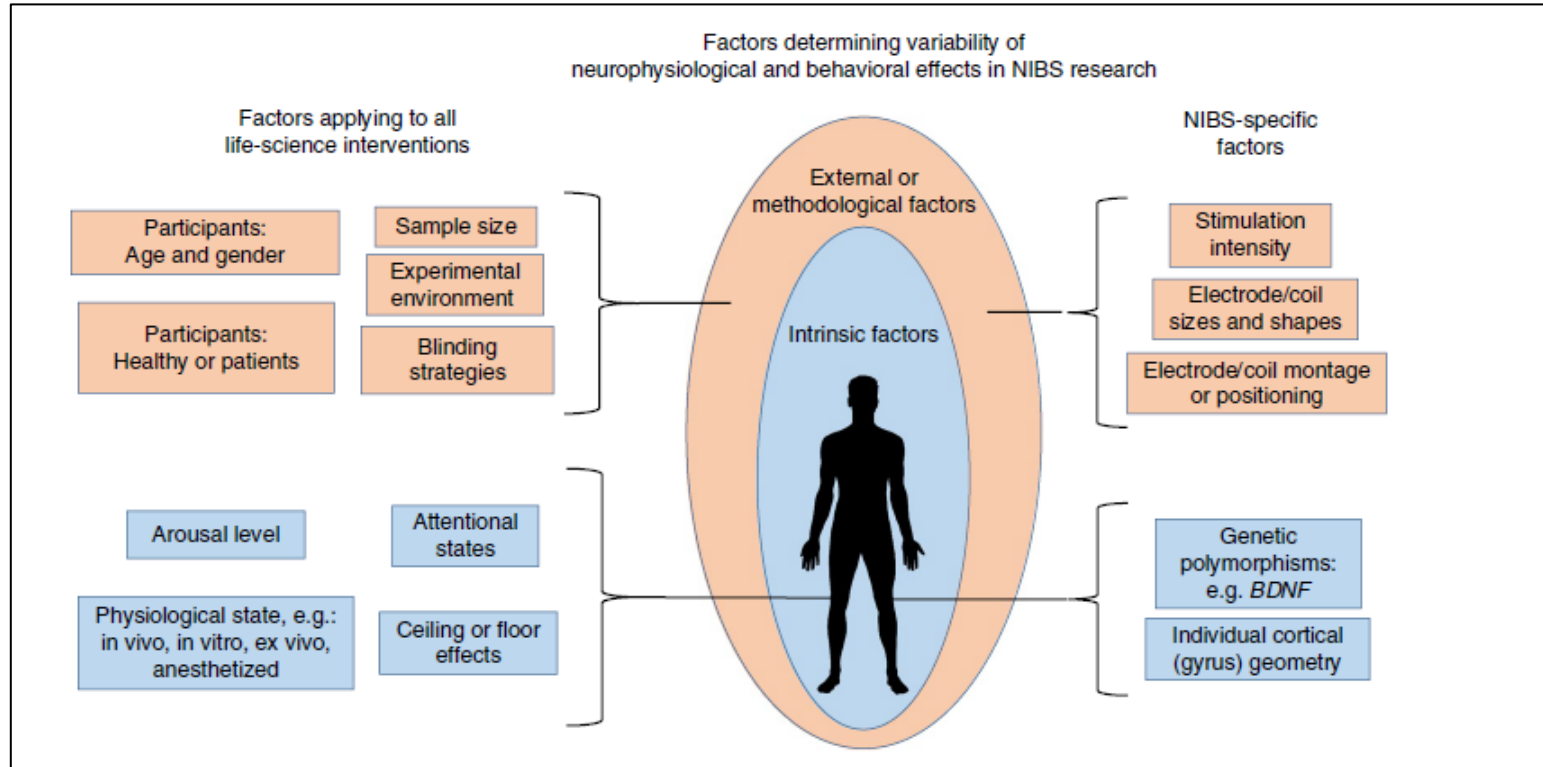 Factors determining variability of
neurophysiological and behavioral effects in NIBS research
Factors applying to all
life-science interventions
Participants:
Age and gender
Sample size
Experimental
environment
Participants:
Healthy or patients
Blinding
strategies
Arousal level
Attentional
states
Physiological state, e.g.:
in vivo, in vitro, ex vivo,
anesthetized
Ceiling or floor
effects
External or
methodological factors
Intrinsic factors
NIBS-specific
factors
Stimulation
intensity
Electrode/coil
sizes and shapes
Electrode/coil montage
or positioning
Genetic
polymorphisms:
e.g. BDNF
Individual cortical
(gyrus) geometry